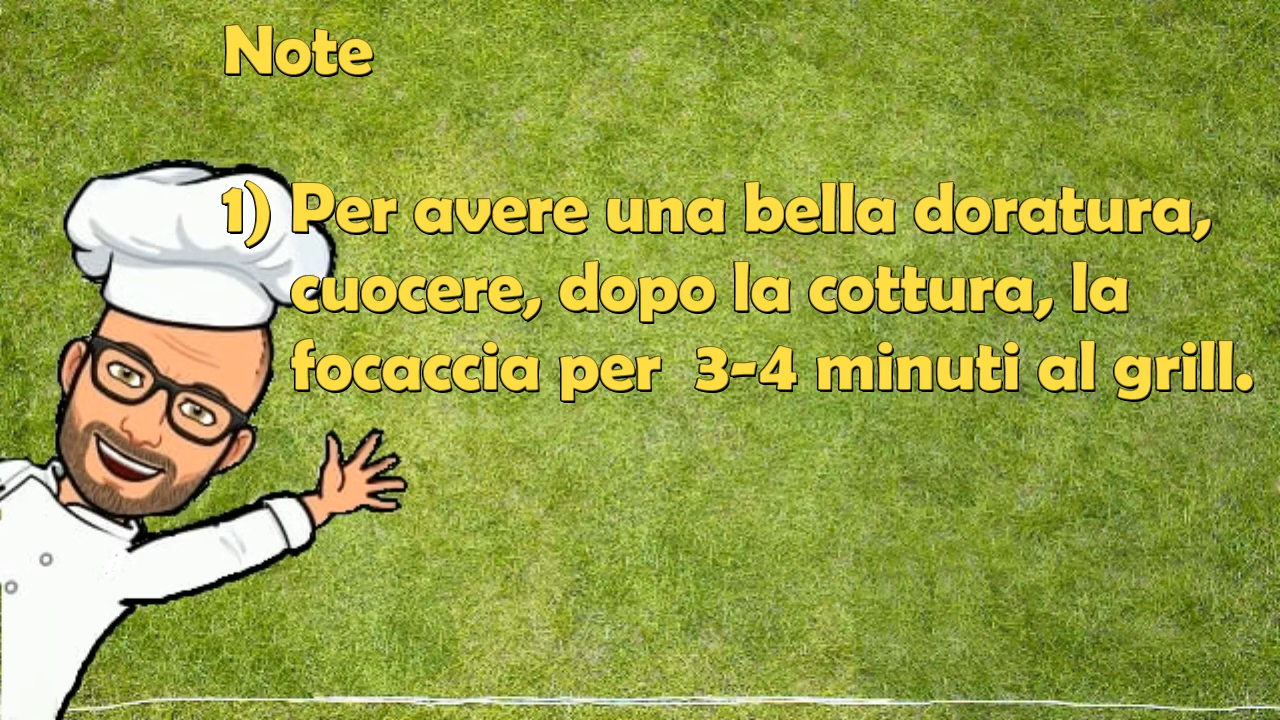 Note
1) Per avere una bella doratura,
cuocere, dopo la cottura, la
focaccia per 3-4 minuti al grill.